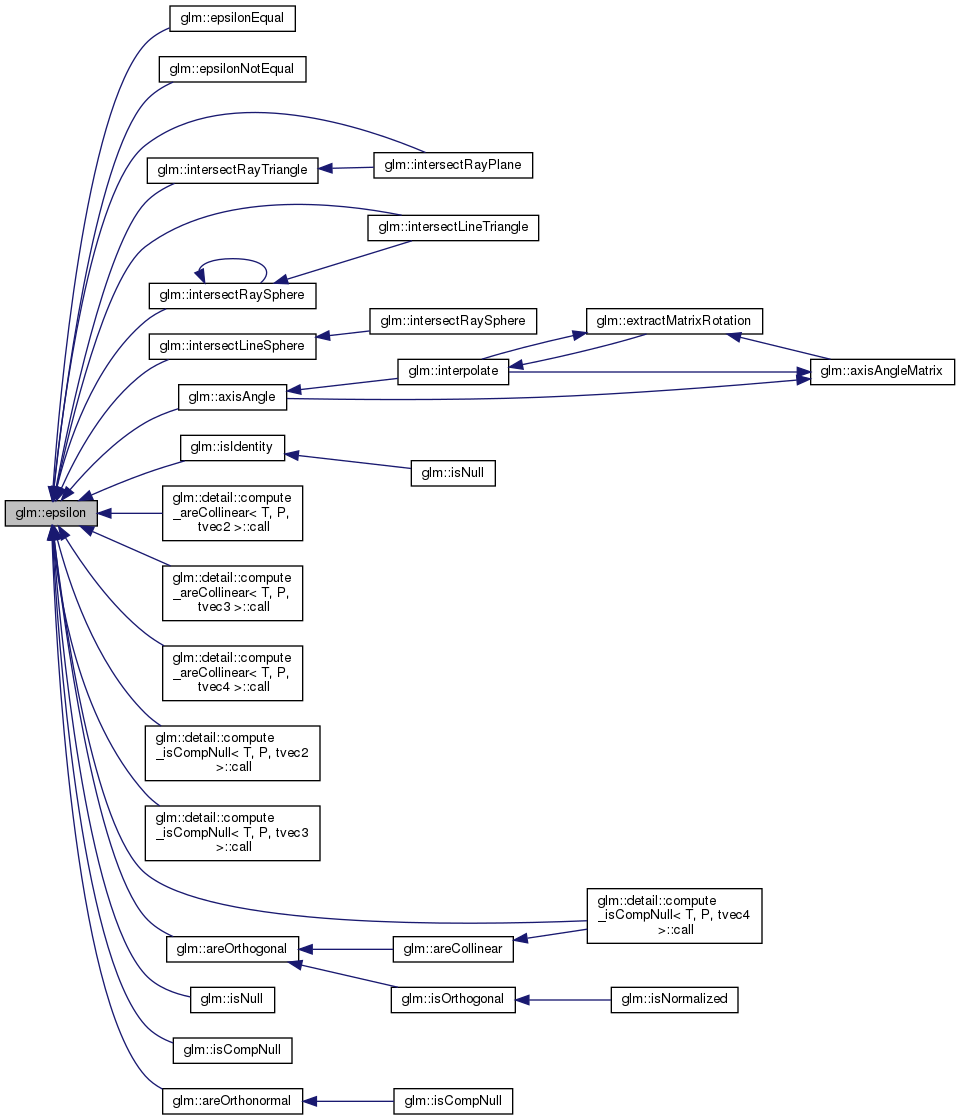 glm::epsilonEqual
glm::epsilonNotEqual
glm::intersectRayPlane
glm::intersectRayTriangle
glm::intersectLineTriangle
glm::intersectRaySphere
glm::intersectRaySphere
glm::extractMatrixRotation
glm::intersectLineSphere
glm::interpolate
glm::axisAngleMatrix
glm::axisAngle
glm::isIdentity
glm::isNull
glm::epsilon
glm::detail::compute
_areCollinear< T, P,
tvec2 >::call
glm::detail::compute
_areCollinear< T, P,
tvec3 >::call
glm::detail::compute
_areCollinear< T, P,
tvec4 >::call
glm::detail::compute
_isCompNull< T, P, tvec2
>::call
glm::detail::compute
_isCompNull< T, P, tvec3
>::call
glm::detail::compute
_isCompNull< T, P, tvec4
>::call
glm::areOrthogonal
glm::areCollinear
glm::isNull
glm::isOrthogonal
glm::isNormalized
glm::isCompNull
glm::areOrthonormal
glm::isCompNull